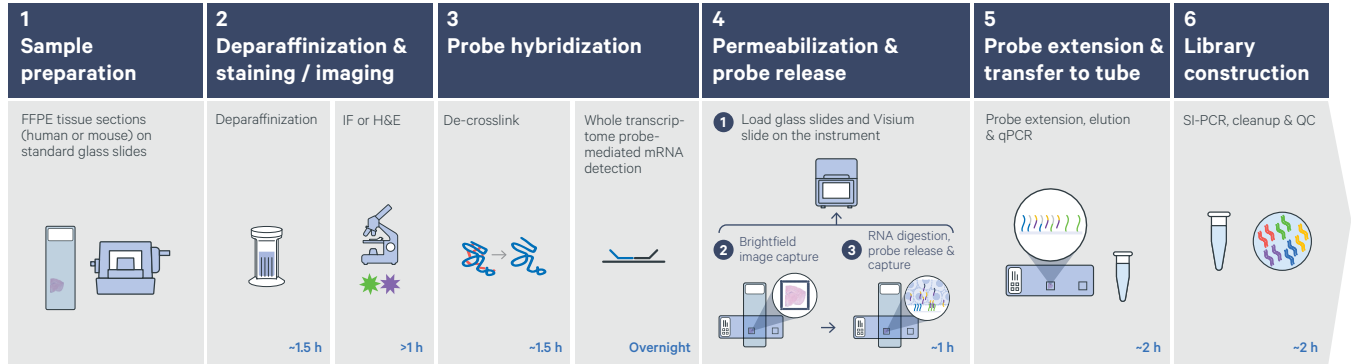 1
Sample
preparation
FFPE tissue sections
(human or mouse) on
standard glass slides
2
Deparaffinization &
staining / imaging
Deparaffinization
~1.5 h
IF or H&E
>1 h
3
Probe hybridization
De-crosslink
~1.5 h
Whole transcrip-
tome probe-
mediated mRNA
detection
Overnight
4
Permeabilization &
probe release
1 Load glass slides and Visium
slide on the instrument
2 Brightfield
image capture
3 RNA digestion,
probe release &
capture
~1 h
5
Probe extension &
transfer to tube
Probe extension, elution
& qPCR
~2 h
6
Library
construction
SI-PCR, cleanup & QC
~2 h